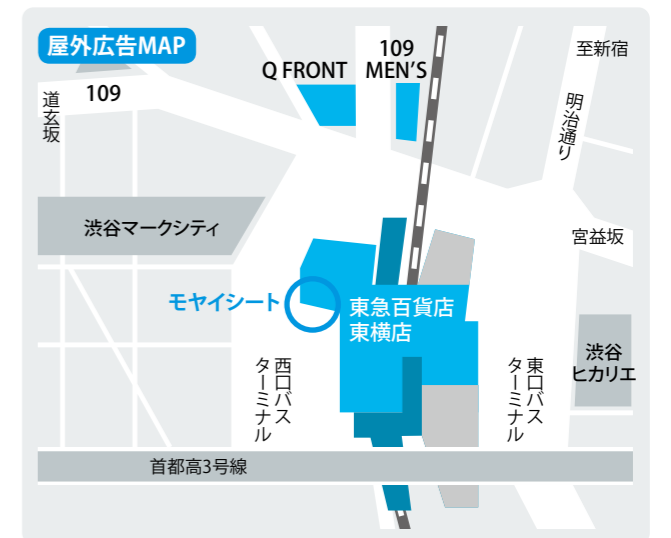 屋外広告MAP
Q FRONT
109
MEN'S
至新宿
道玄坂
109
明治通り
渋谷マークシティ
宮益坂
モヤイシート
東急百貨店
東横店
西口バス
ターミナル
東口バス
ターミナル
渋谷
ヒカリエ
首都高3号線